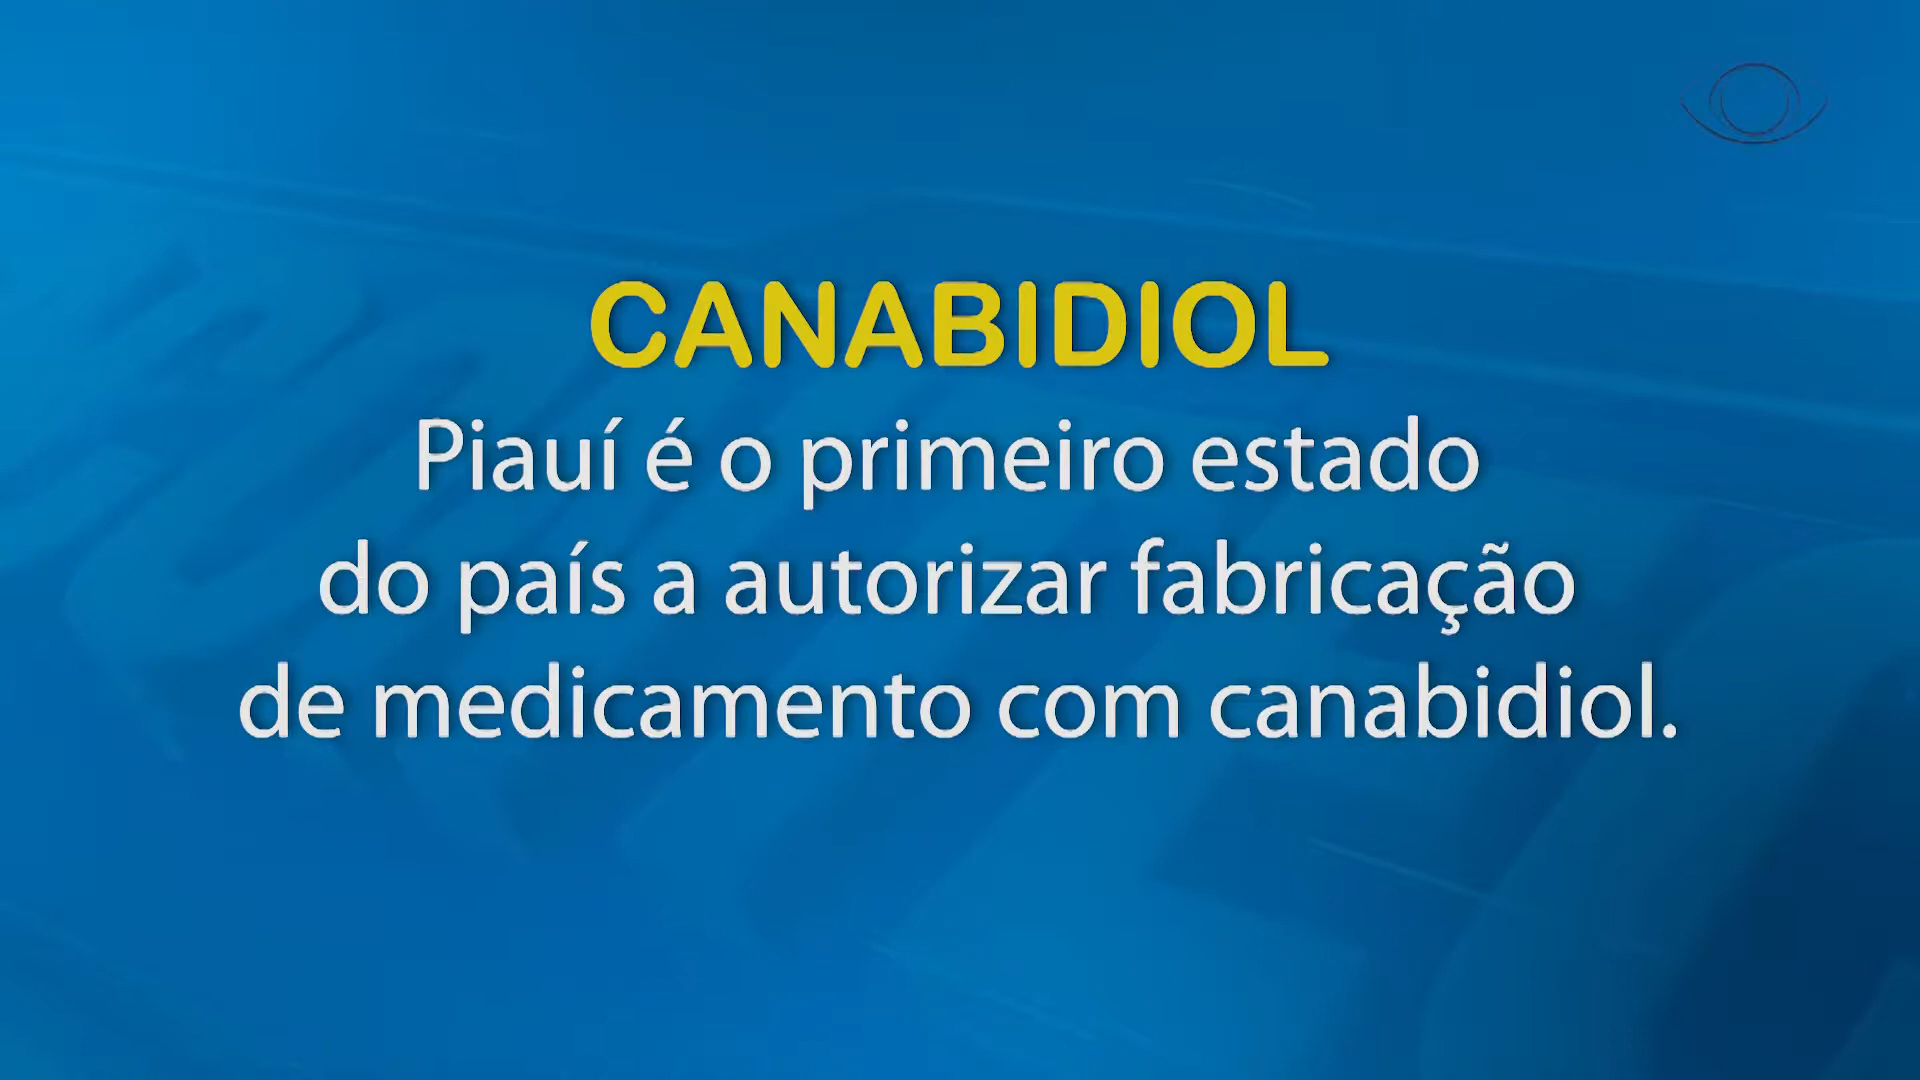 CANABIDIOL
Piauí é o primeiro estado
do país a autorizar fabricação
de medicamento com canabidiol.